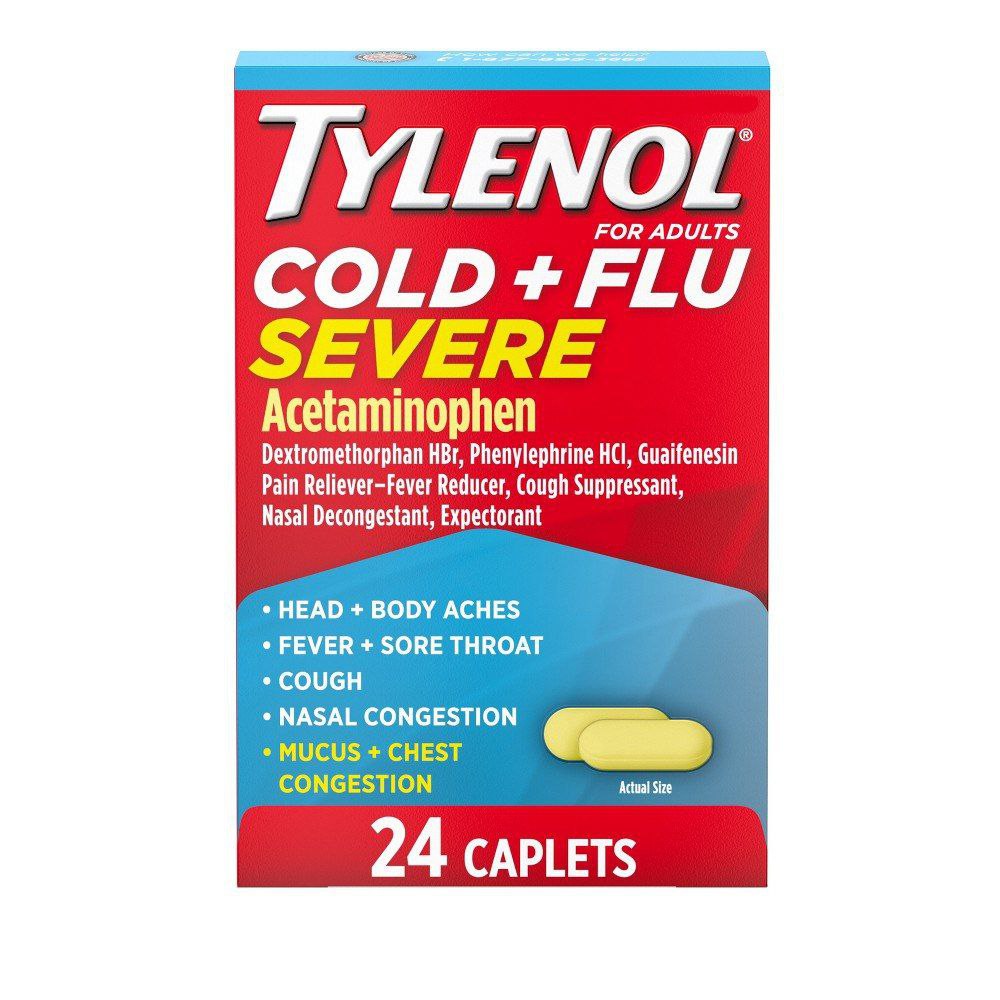 TYLENOL®
FOR ADULTS
COLD + FLU
SEVERE
Acetaminophen
Dextromethorphan HBr, Phenylephrine HCl, Guaifenesin
Pain Reliever–Fever Reducer, Cough Suppressant,
Nasal Decongestant, Expectorant
• HEAD + BODY ACHES
• FEVER + SORE THROAT
• COUGH
• NASAL CONGESTION
• MUCUS + CHEST
CONGESTION
Actual Size
24 CAPLETS